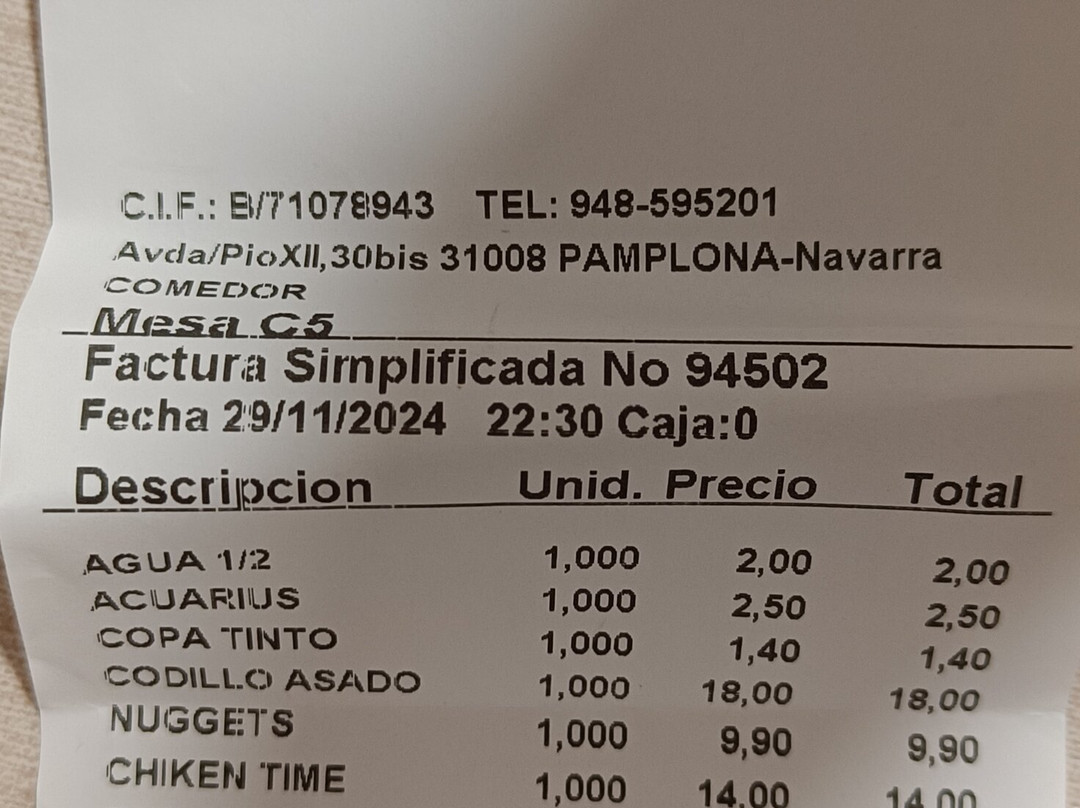 C.I.F.: B/71078943 TEL: 948-595201
Avda/PioXII,30bis 31008 PAMPLONA-Navarra
COMEDOR
Mesa C5
Factura Simplificada No 94502
Fecha 29/11/2024 22:30 Caja:0
Descripcion Unid. Precio Total
AGUA 1/2 1,000 2,00 2,00
ACUARIUS 1,000 2,50 2,50
COPA TINTO 1,000 1,40 1,40
CODILLO ASADO 1,000 18,00 18,00
NUGGETS 1,000 9,90 9,90
CHIKEN TIME 1,000 14,00 14,00